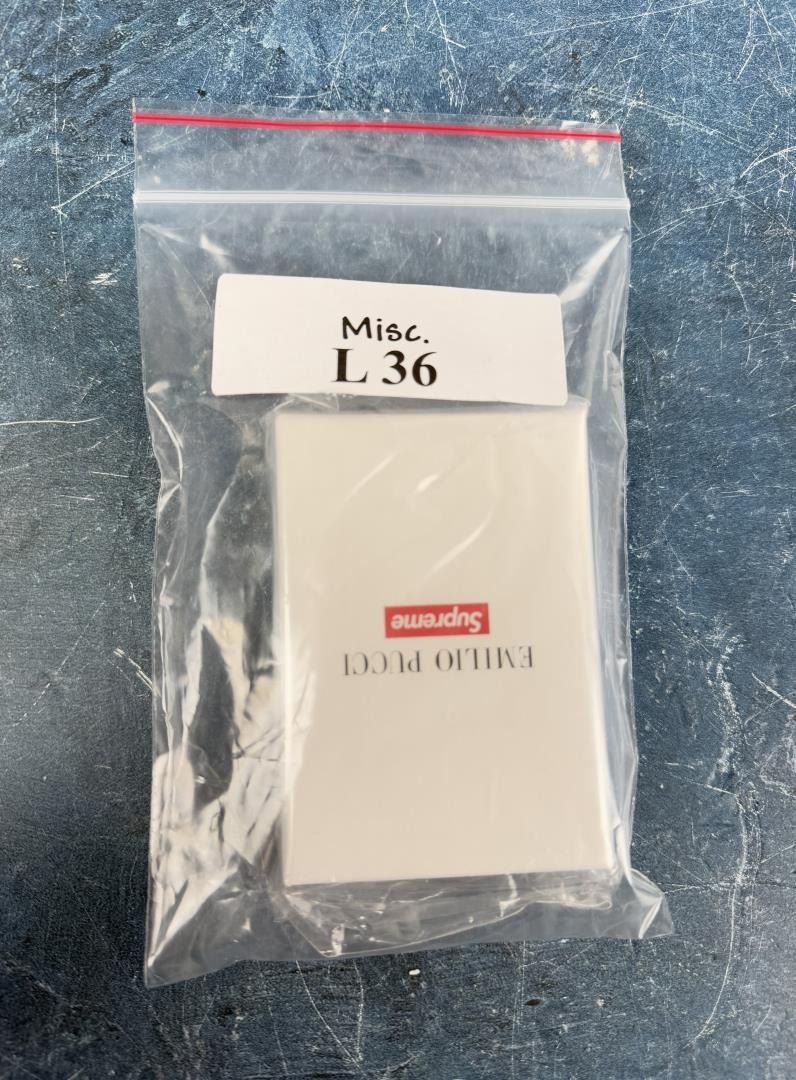 Misc.
L 36
Supreme
EMILIO PUCCI